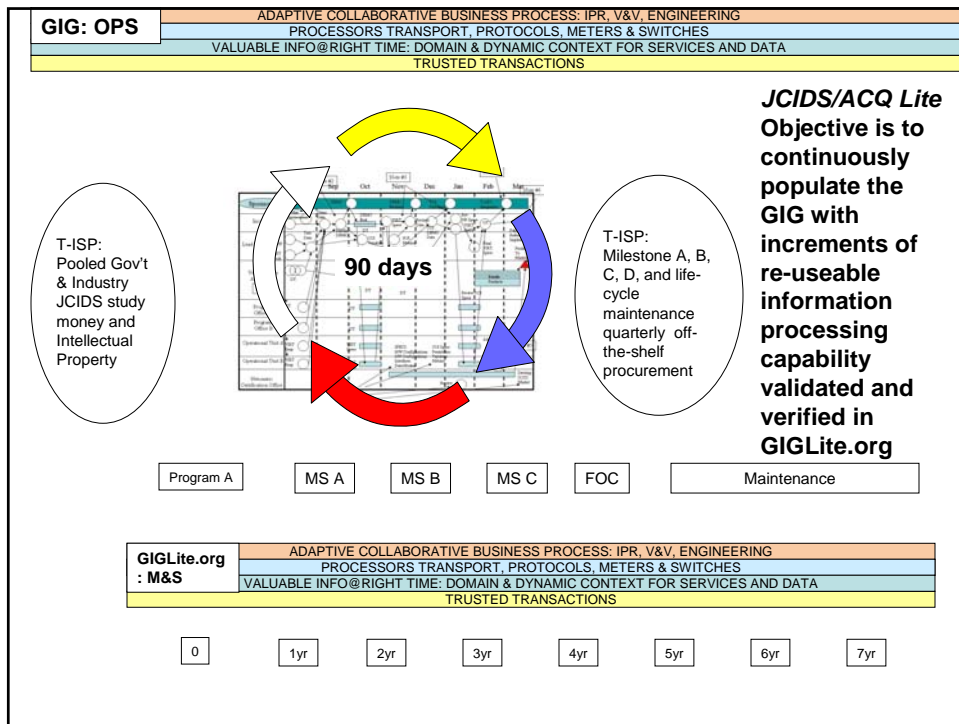 GIG: OPS
ADAPTIVE COLLABORATIVE BUSINESS PROCESS: IPR, V&V, ENGINEERING
PROCESSORS TRANSPORT, PROTOCOLS, METERS & SWITCHES
VALUABLE INFO@RIGHT TIME: DOMAIN & DYNAMIC CONTEXT FOR SERVICES AND DATA
TRUSTED TRANSACTIONS
JCIDS/ACQ Lite
Objective is to
continuously
populate the
GIG with
increments of
re-useable
information
processing
capability
validated and
verified in
GIGLite.org
T-ISP:
Pooled Gov't
& Industry
JCIDS study
money and
Intellectual
Property
Sep Oct Nov Dec Jan Feb Mar
90 days
T-ISP:
Milestone A, B,
C, D, and life-
cycle
maintenance
quarterly off-
the-shelf
procurement
Program A
MS A
MS B
MS C
FOC
Maintenance
GIGLite.org
: M&S
ADAPTIVE COLLABORATIVE BUSINESS PROCESS: IPR, V&V, ENGINEERING
PROCESSORS TRANSPORT, PROTOCOLS, METERS & SWITCHES
VALUABLE INFO@RIGHT TIME: DOMAIN & DYNAMIC CONTEXT FOR SERVICES AND DATA
TRUSTED TRANSACTIONS
0
1yr
2yr
3yr
4yr
5yr
6yr
7yr